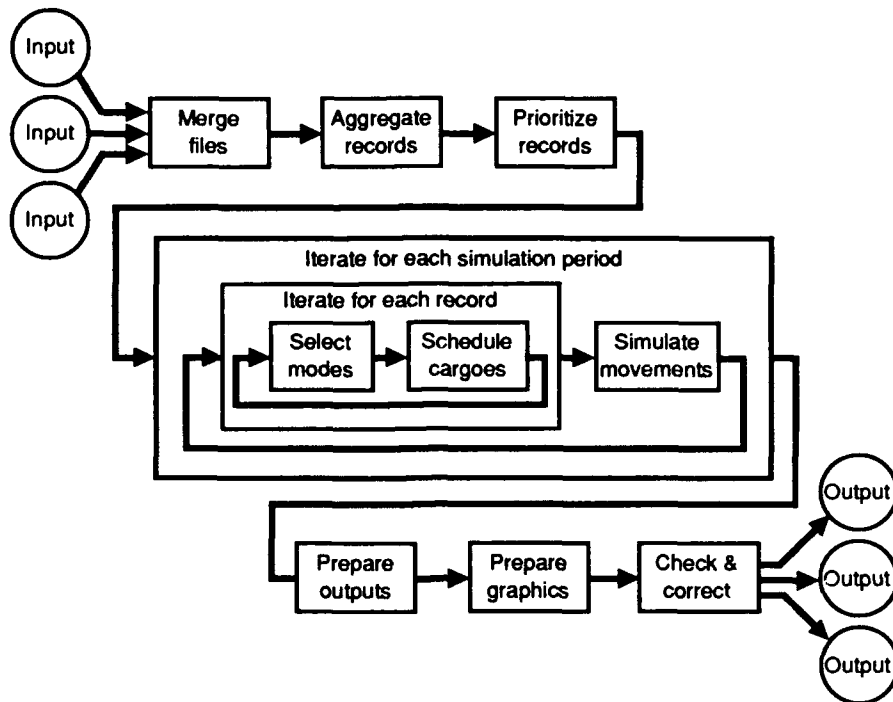 Input
Input
Input
Merge
files
Aggregate
records
Prioritize
records
Iterate for each simulation period
Iterate for each record
Select
modes
Schedule
cargoes
Simulate
movements
Prepare
outputs
Prepare
graphics
Check &
correct
Output
Output
Output